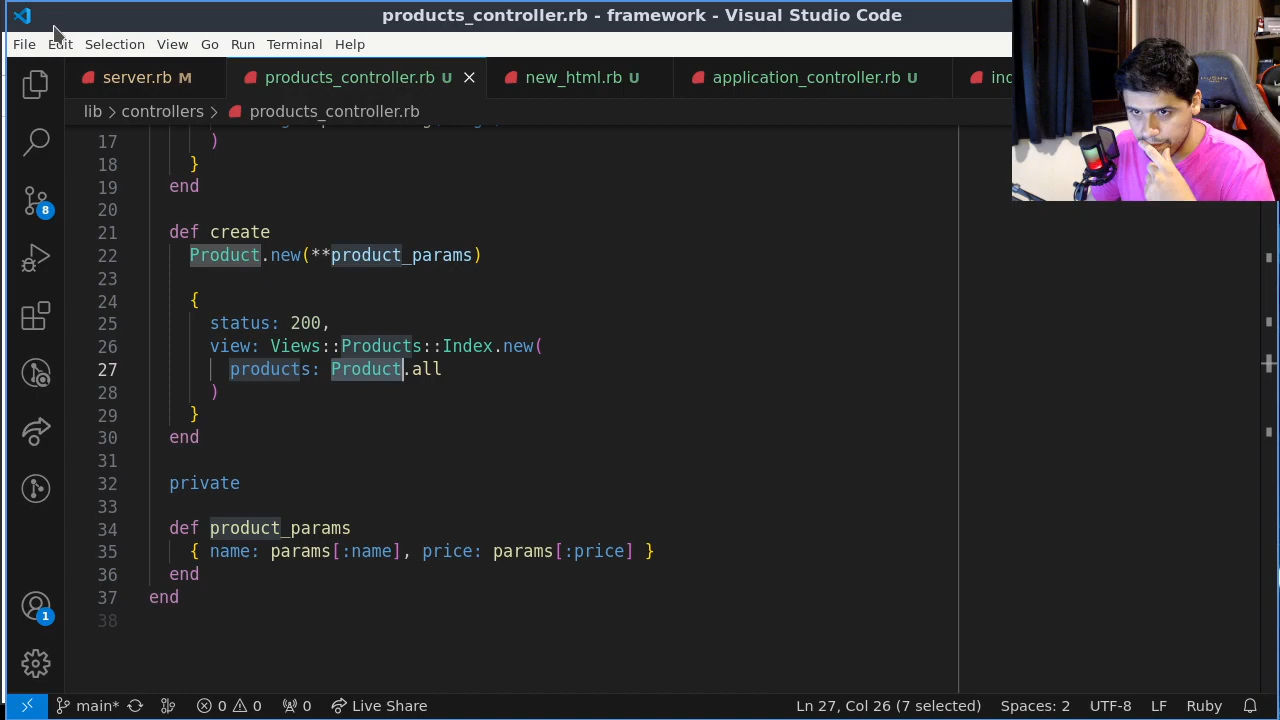 products_controller.rb - framework - Visual Studio Code
File Edit Selection View Go Run Terminal Help
server.rb M products_controller.rb U new_html.rb U application_controller.rb U
lib > controllers > products_controller.rb
17 )
18 }
19 end
20
21 def create
22 Product.new(**product_params)
23
24 {
25 status: 200,
26 view: Views::Products::Index.new(
27 products: Product.all
28 )
29 }
30 end
31
32 private
33
34 def product_params
35 { name: params[:name], price: params[:price] }
36 end
37 end
38
8
1
main* 0 0 0 Live Share Ln 27, Col 26 (7 selected) Spaces: 2 UTF-8 LF Ruby